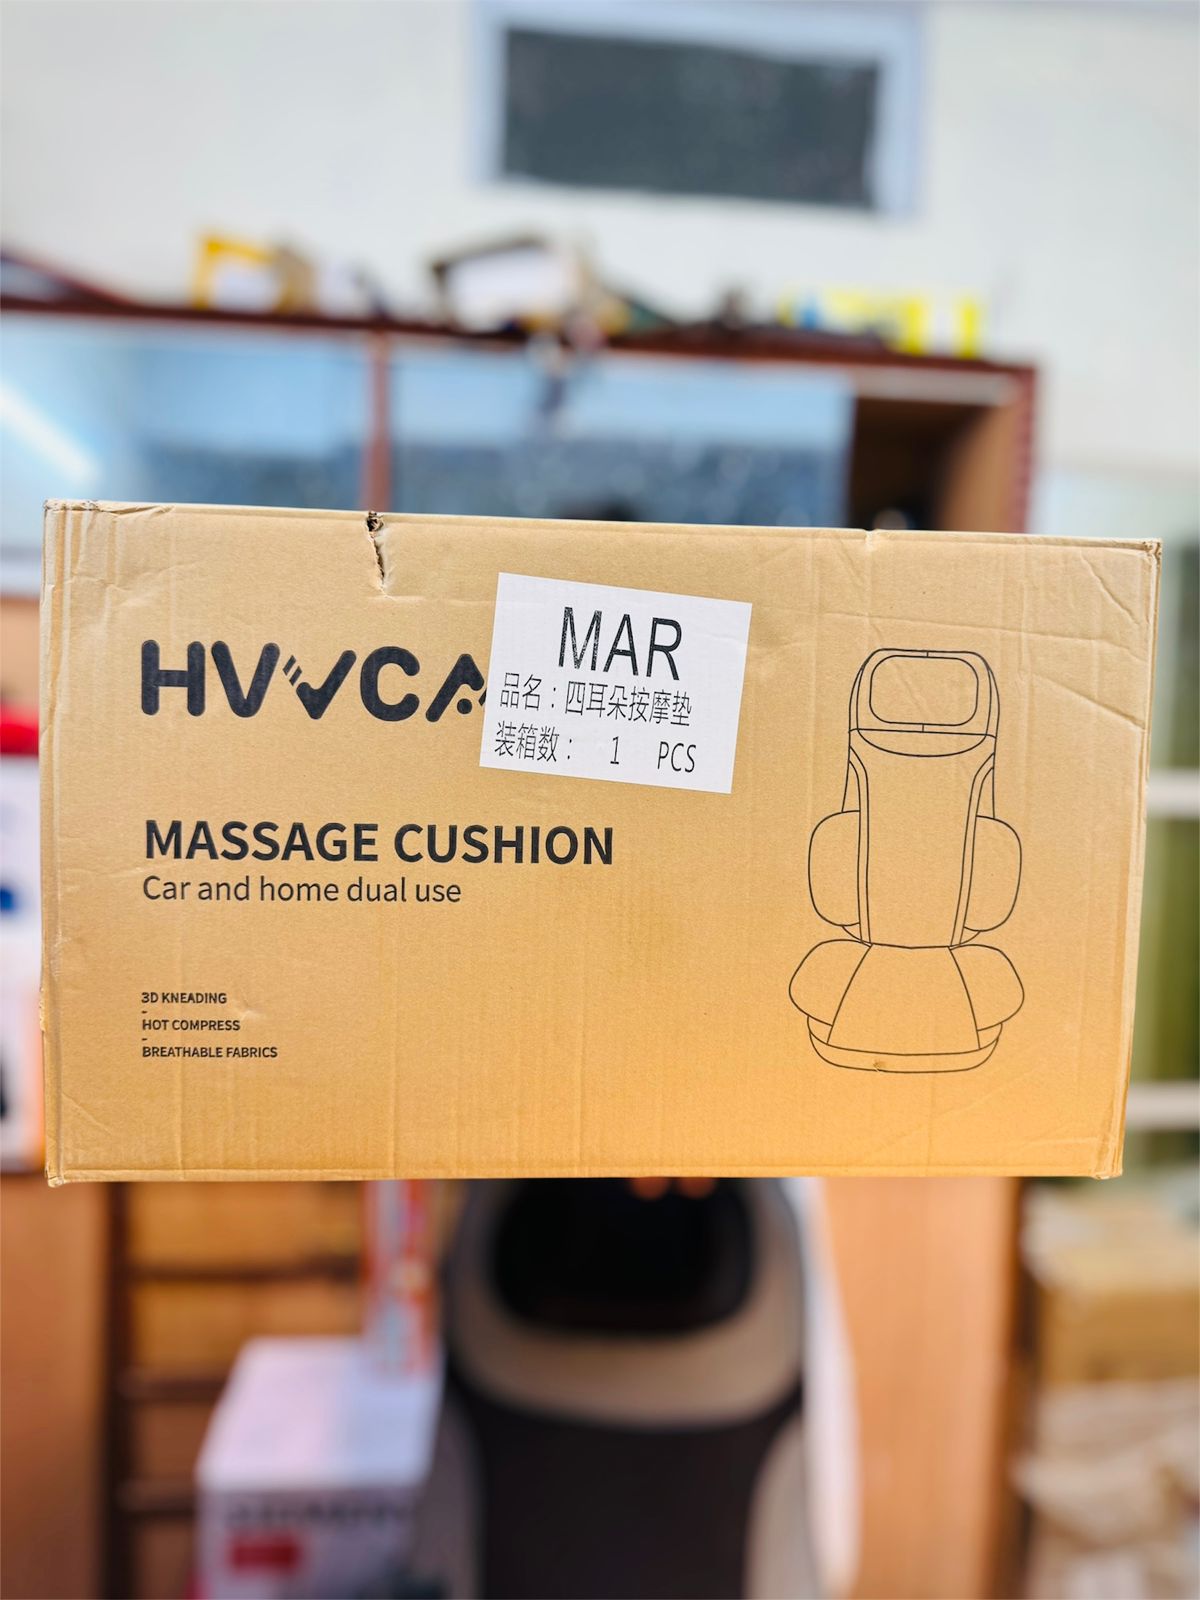 MAR
品名：四耳朵按摩垫
装箱数： 1 PCS
MASSAGE CUSHION
Car and home dual use
3D KNEADING
-
HOT COMPRESS
-
BREATHABLE FABRICS